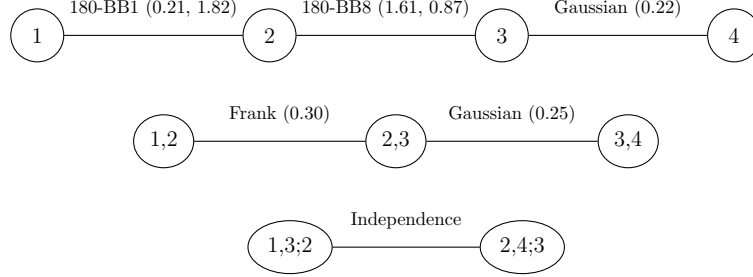 180-BB1 (0.21, 1.82) 180-BB8 (1.61, 0.87) Gaussian (0.22)
1 2 3 4
Frank (0.30) Gaussian (0.25)
1,2 2,3 3,4
Independence
1,3;2 2,4;3